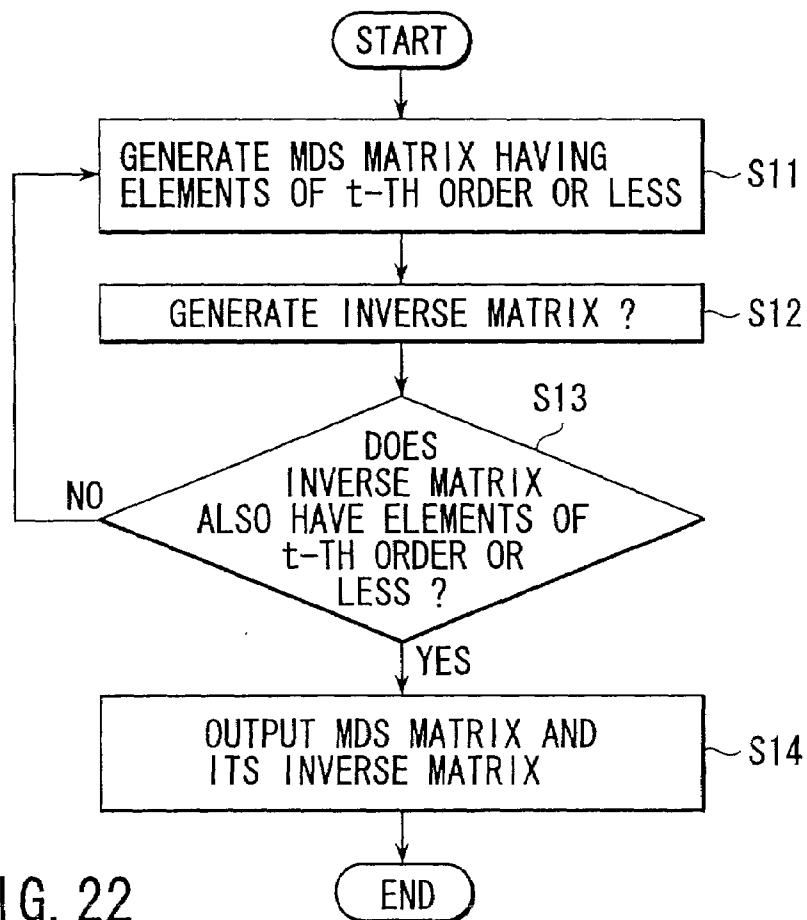 START
GENERATE MDS MATRIX HAVING
ELEMENTS OF t-TH ORDER OR LESS
S11
GENERATE INVERSE MATRIX ?
S12
S13
DOES
INVERSE MATRIX
ALSO HAVE ELEMENTS OF
t-TH ORDER OR
LESS ?
NO
YES
OUTPUT MDS MATRIX AND
ITS INVERSE MATRIX
S14
END
IG. 22